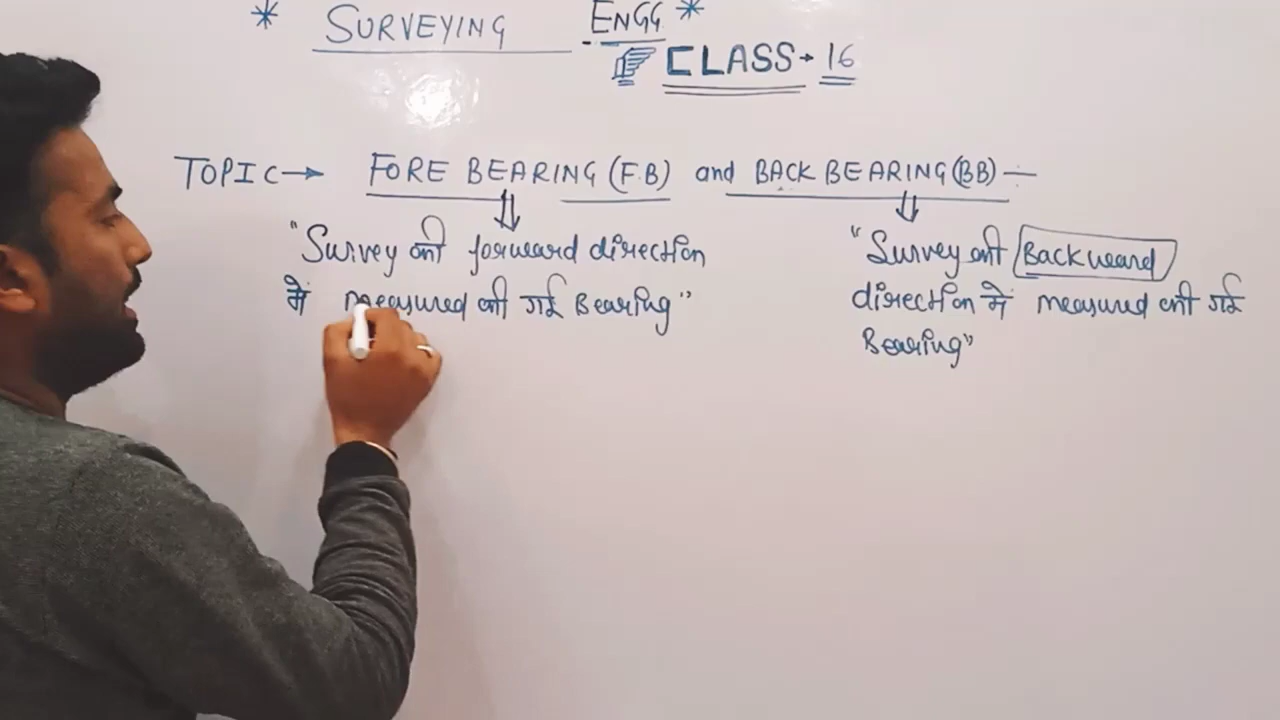 * SURVEYING ENGG *
CLASS → 16
TOPIC → FORE BEARING (F.B) and BACK BEARING (BB) —
"Survey की forward direction
में measured की गई Bearing"
"Survey की Backward
direction में measured की गई
Bearing"